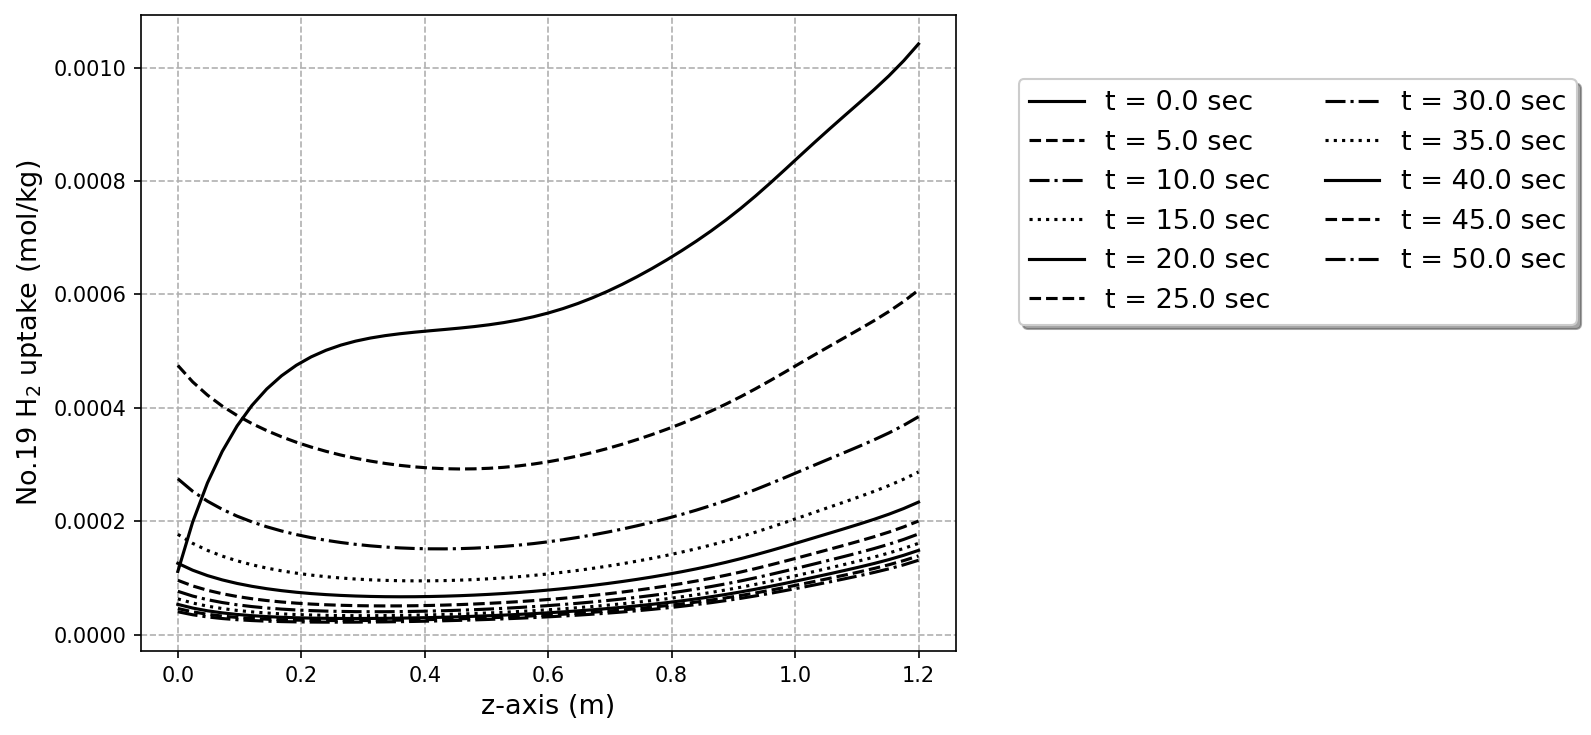 No.19 H₂ uptake (mol/kg)
0.0010
0.0008
0.0006
0.0004
0.0002
0.0000
0.0 0.2 0.4 0.6 0.8 1.0 1.2
z-axis (m)
t = 0.0 sec
t = 5.0 sec
t = 10.0 sec
t = 15.0 sec
t = 20.0 sec
t = 25.0 sec
t = 30.0 sec
t = 35.0 sec
t = 40.0 sec
t = 45.0 sec
t = 50.0 sec